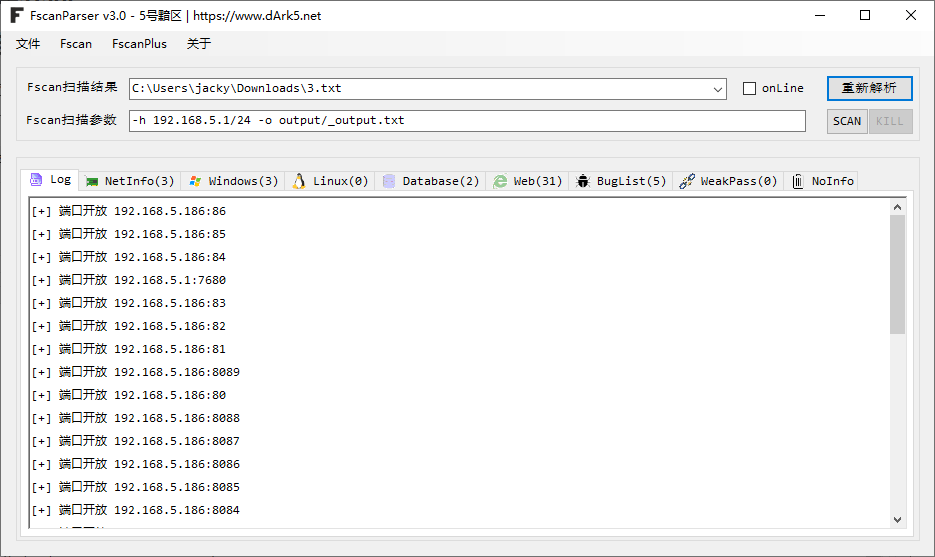 FscanParser v3.0 - 5号黯区 | https://www.dArk5.net
文件 Fscan FscanPlus 关于
Fscan扫描结果 C:\Users\jacky\Downloads\3.txt onLine 重新解析
Fscan扫描参数 -h 192.168.5.1/24 -o output/_output.txt SCAN KILL
Log NetInfo(3) Windows(3) Linux(0) Database(2) Web(31) BugList(5) WeakPass(0) NoInfo
[+] 端口开放 192.168.5.186:86
[+] 端口开放 192.168.5.186:85
[+] 端口开放 192.168.5.186:84
[+] 端口开放 192.168.5.1:7680
[+] 端口开放 192.168.5.186:83
[+] 端口开放 192.168.5.186:82
[+] 端口开放 192.168.5.186:81
[+] 端口开放 192.168.5.186:8089
[+] 端口开放 192.168.5.186:80
[+] 端口开放 192.168.5.186:8088
[+] 端口开放 192.168.5.186:8087
[+] 端口开放 192.168.5.186:8086
[+] 端口开放 192.168.5.186:8085
[+] 端口开放 192.168.5.186:8084